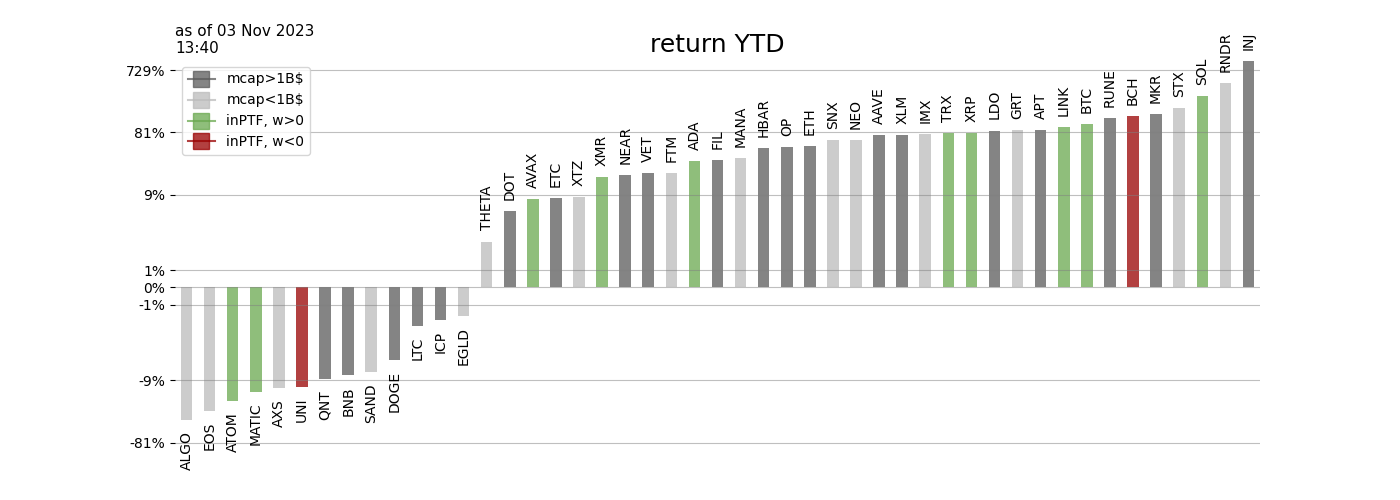 as of 03 Nov 2023
13:40
return YTD
mcap>1B$
mcap<1B$
inPTF, w>0
inPTF, w<0
729%
81%
9%
1%
0%
-1%
-9%
-81%
ALGO
EOS
ATOM
MATIC
AXS
UNI
QNT
BNB
SAND
DOGE
LTC
ICP
EGLD
THETA
DOT
AVAX
ETC
XTZ
XMR
NEAR
VET
FTM
ADA
FIL
MANA
HBAR
OP
ETH
SNX
NEO
AAVE
XLM
IMX
TRX
XRP
LDO
GRT
APT
LINK
BTC
RUNE
BCH
MKR
STX
SOL
RNDR
INJ